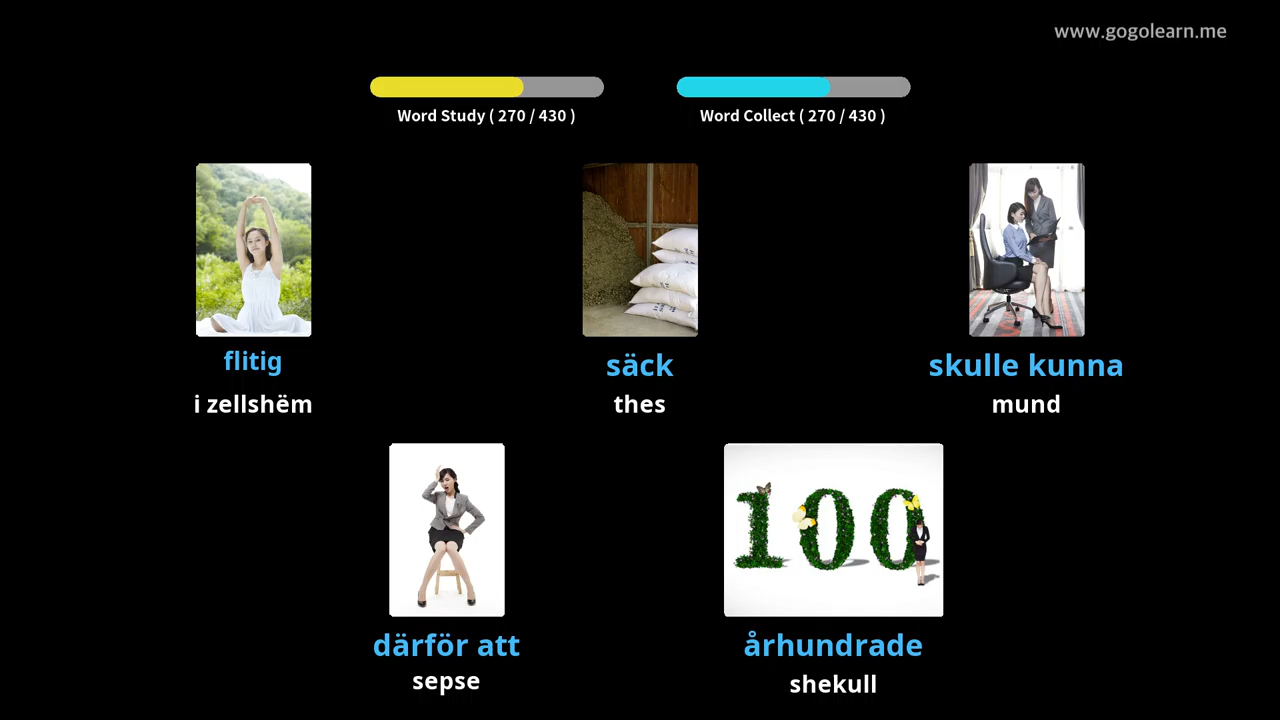 www.gogolearn.me
Word Study ( 270 / 430 )
Word Collect ( 270 / 430 )
flitig
i zellshëm
säck
thes
skulle kunna
mund
därför att
sepse
100
århundrade
shekull